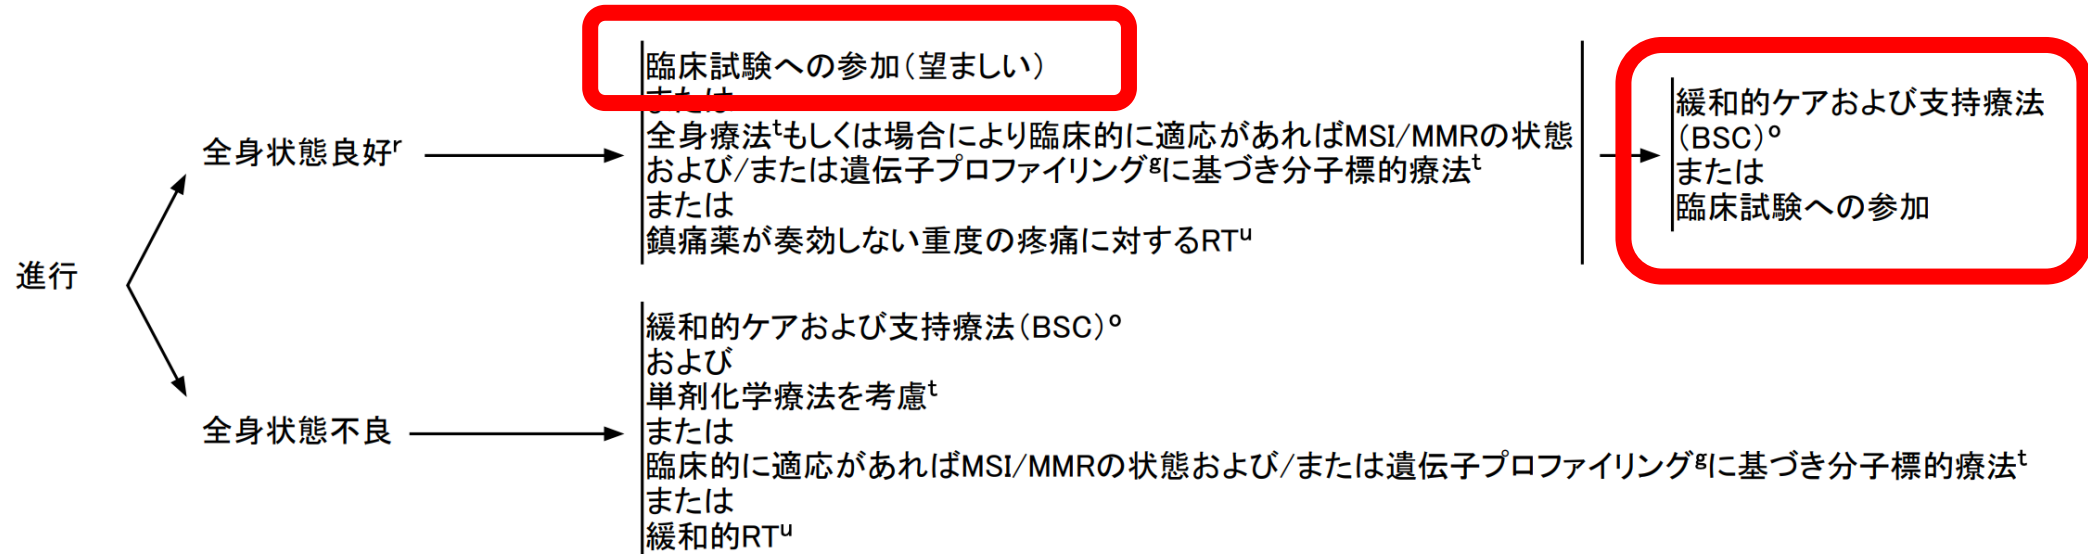 進行
全身状態良好r
臨床試験への参加(望ましい)
または
全身療法tもしくは場合により臨床的に適応があればMSI/MMRの状態
および/または遺伝子プロファイリングgに基づき分子標的療法t
または
鎮痛薬が奏効しない重度の疼痛に対するRTu
緩和的ケアおよび支持療法
(BSC)o
または
臨床試験への参加
全身状態不良
緩和的ケアおよび支持療法(BSC)o
および
単剤化学療法を考慮t
または
臨床的に適応があればMSI/MMRの状態および/または遺伝子プロファイリングgに基づき分子標的療法t
または
緩和的RTu